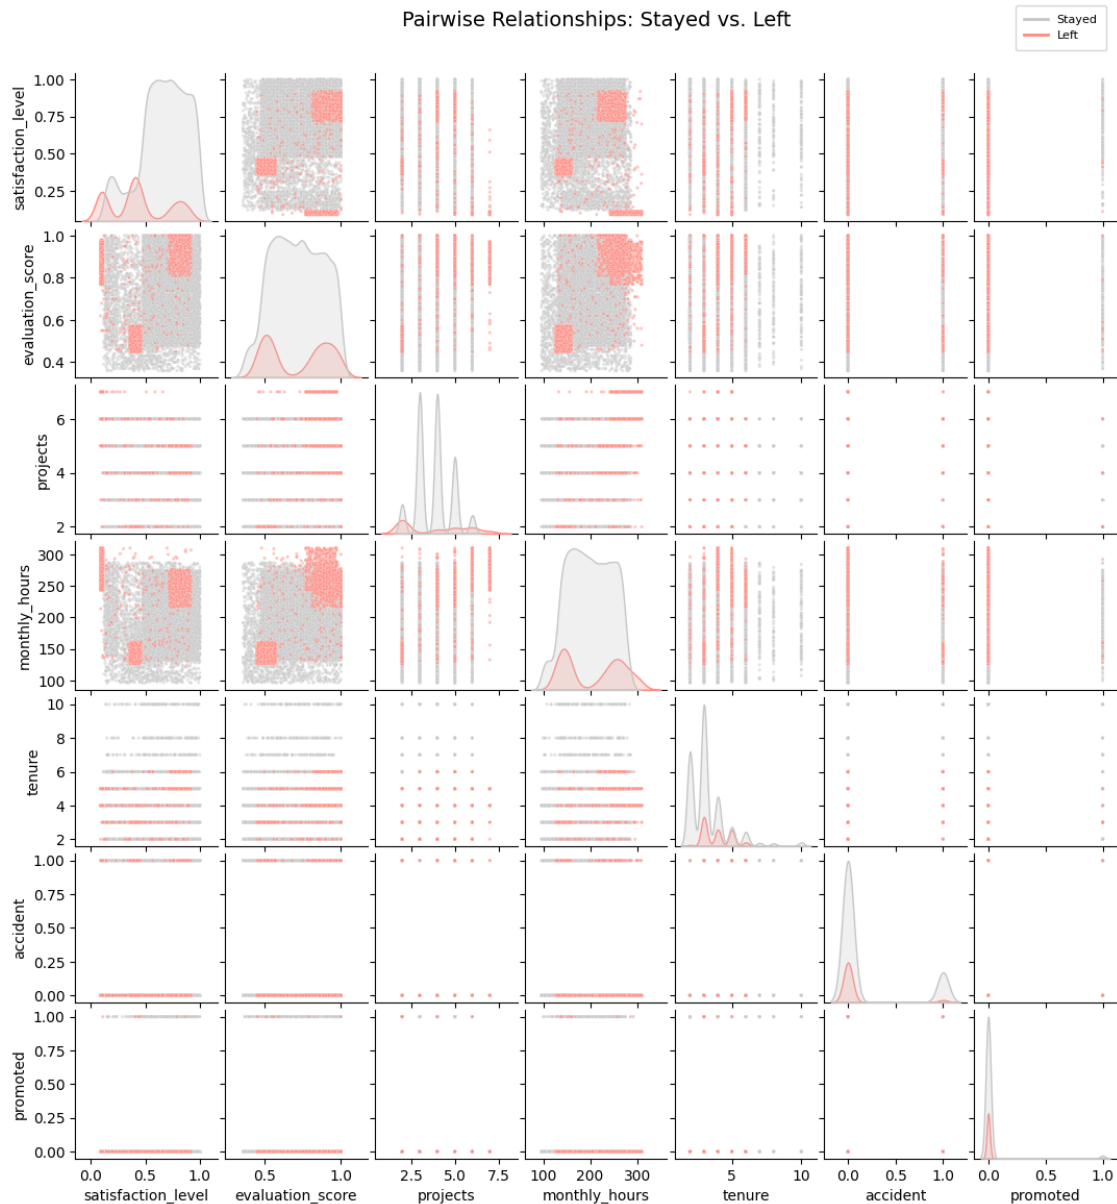 Pairwise Relationships: Stayed vs. Left
Stayed
Left
satisfaction_level
1.00
0.75
0.50
0.25
evaluation_score
1.0
0.8
0.6
0.4
projects
6
4
2
monthly_hours
300
250
200
150
100
tenure
10
8
6
4
2
accident
1.00
0.75
0.50
0.25
0.00
promoted
1.00
0.75
0.50
0.25
0.00
0.0 0.5 1.0 0.5 1.0 2.5 5.0 7.5 100 200 300 5 10 0.0 0.5 1.0 0.0 0.5 1.0
satisfaction_level evaluation_score projects monthly_hours tenure accident promoted